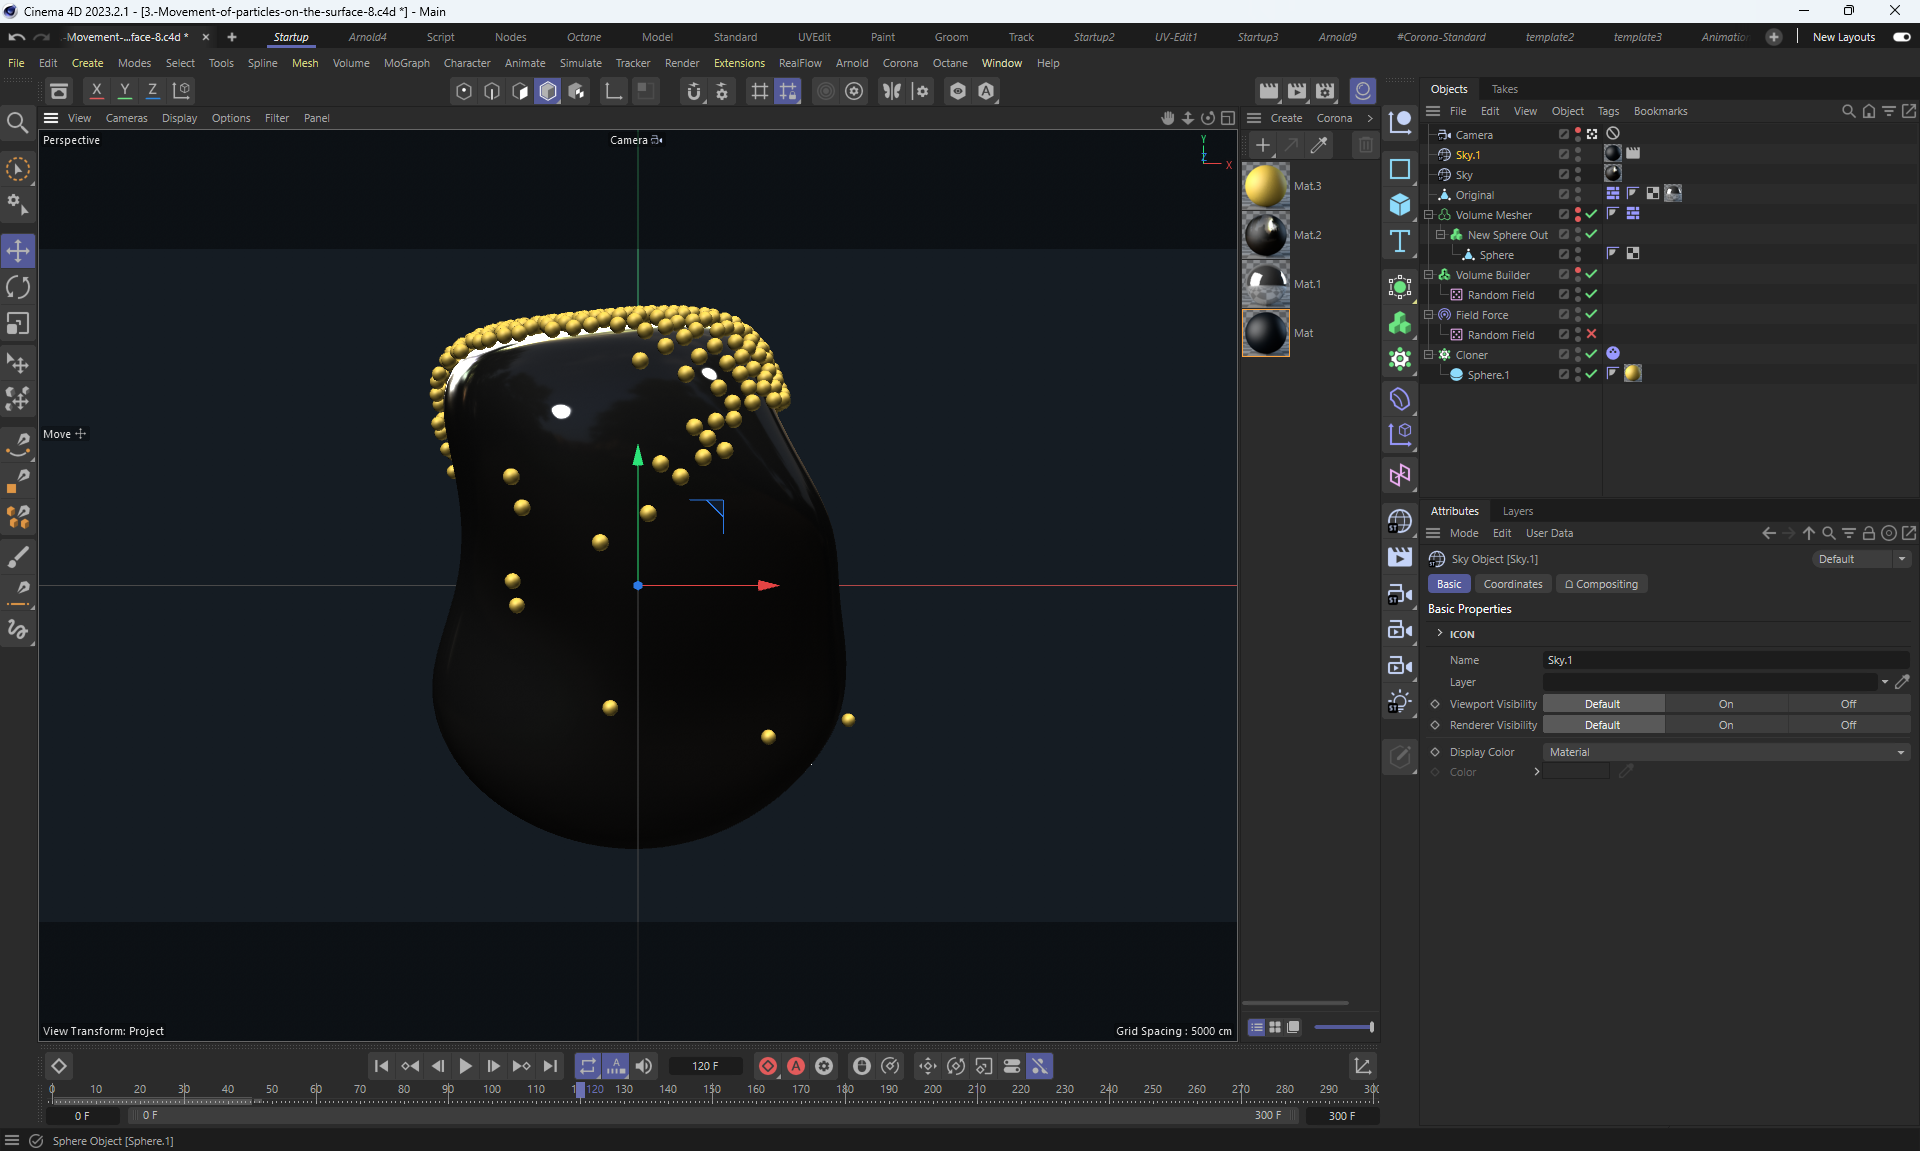 Cinema 4D 2023.2.1 - [3.-Movement-of-particles-on-the-surface-8.c4d *] - Main
-Movement-...face-8.c4d *
Startup Arnold4 Script Nodes Octane Model Standard UVEdit Paint Groom Track Startup2 UV-Edit1 Startup3 Arnold9 #Corona-Standard template2 template3 Animatio New Layouts
File Edit Create Modes Select Tools Spline Mesh Volume MoGraph Character Animate Simulate Tracker Render Extensions RealFlow Arnold Corona Octane Window Help
X Y Z
Objects Takes
View Cameras Display Options Filter Panel
Create Corona
File Edit View Object Tags Bookmarks
Perspective
Camera
Y
Z
X
Mat.3
Mat.2
Mat.1
Mat
Camera
Sky.1
Sky
Original
Volume Mesher
New Sphere Out
Sphere
Volume Builder
Random Field
Field Force
Random Field
Cloner
Sphere.1
Move
Attributes Layers
Mode Edit User Data
Sky Object [Sky.1]
Default
Basic Coordinates Compositing
Basic Properties
ICON
Name Sky.1
Layer
Viewport Visibility Default On Off
Renderer Visibility Default On Off
Display Color Material
Color
View Transform: Project
Grid Spacing : 5000 cm
120 F
0 10 20 30 40 50 60 70 80 90 100 110 1 120 130 140 150 160 170 180 190 200 210 220 230 240 250 260 270 280 290 30
0 F
0 F
300 F
300 F
Sphere Object [Sphere.1]